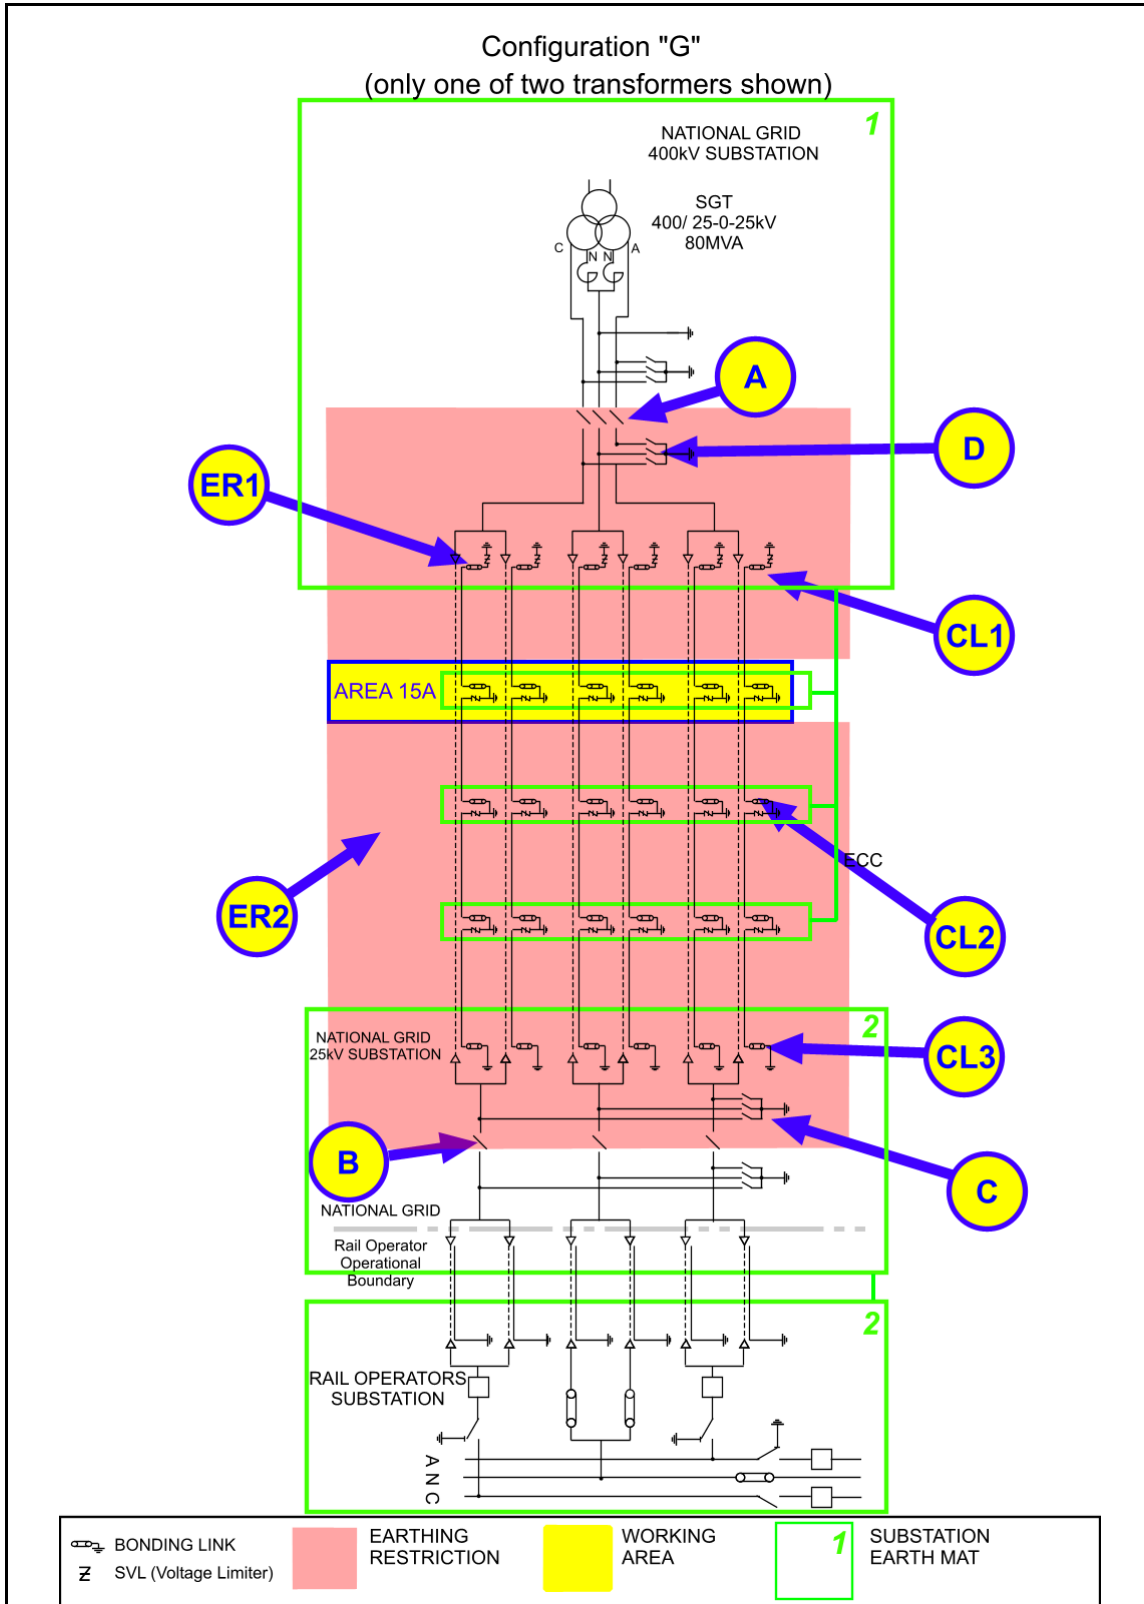 Configuration "G"
(only one of two transformers shown)
1
NATIONAL GRID
400kV SUBSTATION
SGT
400/ 25-0-25kV
80MVA
C
N N
A
A
D
ER1
CL1
AREA 15A
ECC
ER2
CL2
2
NATIONAL GRID
25kV SUBSTATION
CL3
B
C
NATIONAL GRID
Rail Operator
Operational
Boundary
2
RAIL OPERATORS
SUBSTATION
A
N
C
BONDING LINK
SVL (Voltage Limiter)
EARTHING
RESTRICTION
WORKING
AREA
1
SUBSTATION
EARTH MAT